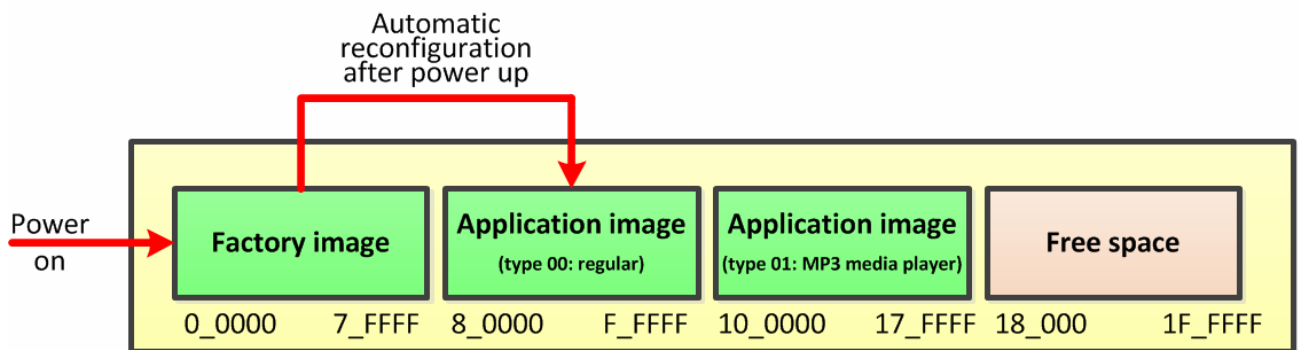 Automatic
reconfiguration
after power up
Power
on
Factory image
Application image
(type 00: regular)
Application image
(type 01: MP3 media player)
Free space
0_0000 7_FFFF 8_0000 F_FFFF 10_0000 17_FFFF 18_000 1F_FFFF